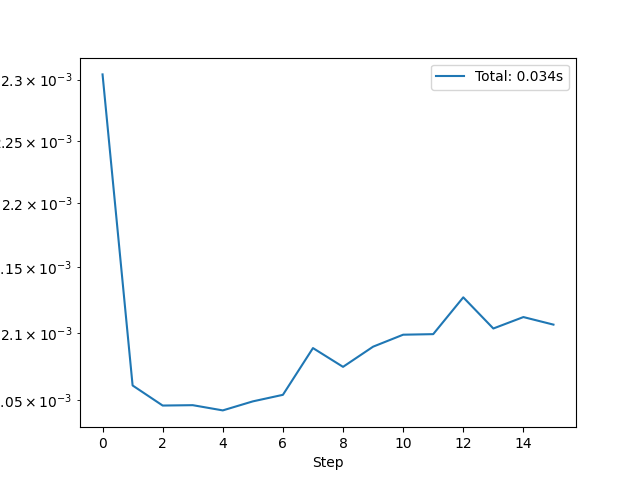 Total: 0.034s
2.3 × 10⁻³
.25 × 10⁻³
2.2 × 10⁻³
.15 × 10⁻³
2.1 × 10⁻³
.05 × 10⁻³
0 2 4 6 8 10 12 14
Step